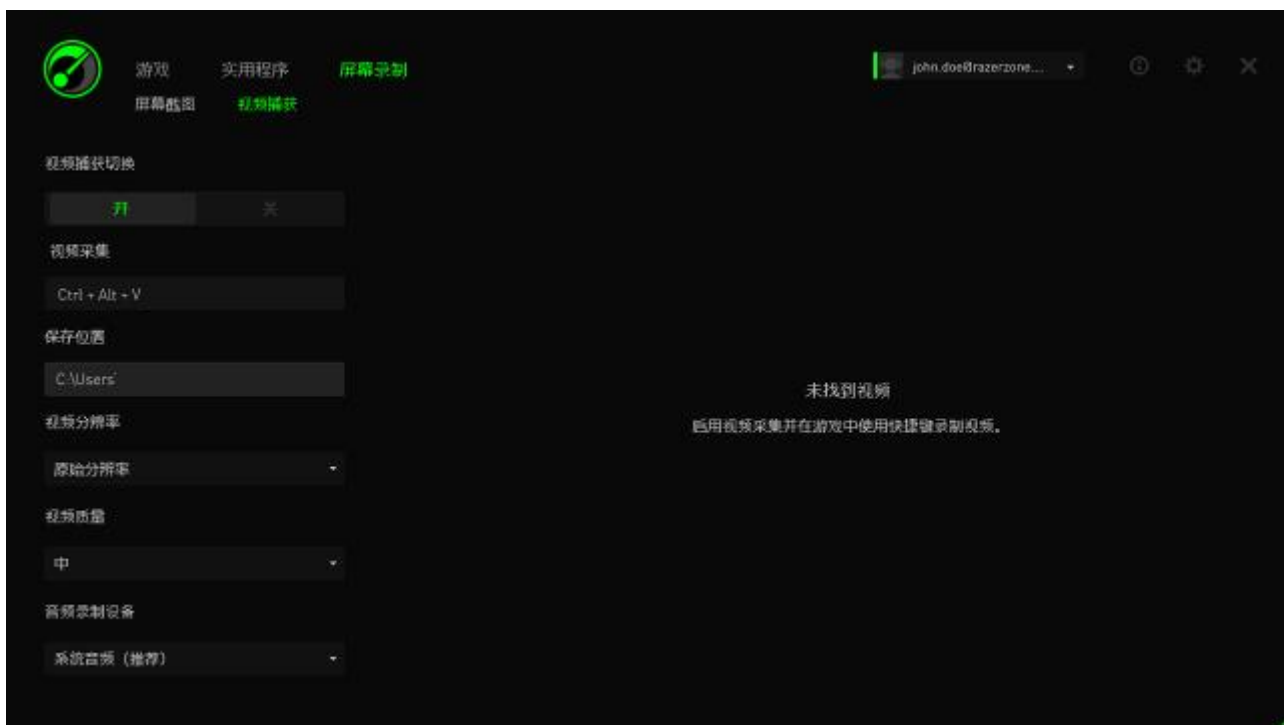 游戏 实用程序 屏幕录制
john.doe@razerzone....
屏幕截图 视频捕获
视频捕获切换
开 关
视频采集
Ctrl + Alt + V
保存位置
C:\Users'
视频分辨率
原始分辨率
视频质量
中
音频录制设备
系统音频（推荐）
未找到视频
启用视频采集并在游戏中使用快捷键录制视频。